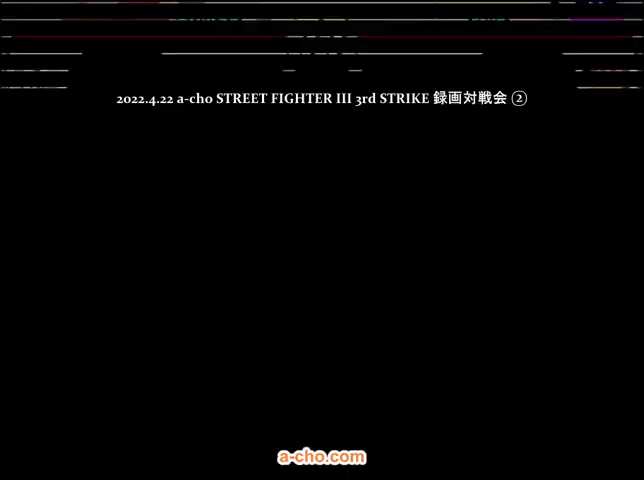 2022.4.22 a-cho STREET FIGHTER III 3rd STRIKE 録画対戦会 ②
a-cho.com